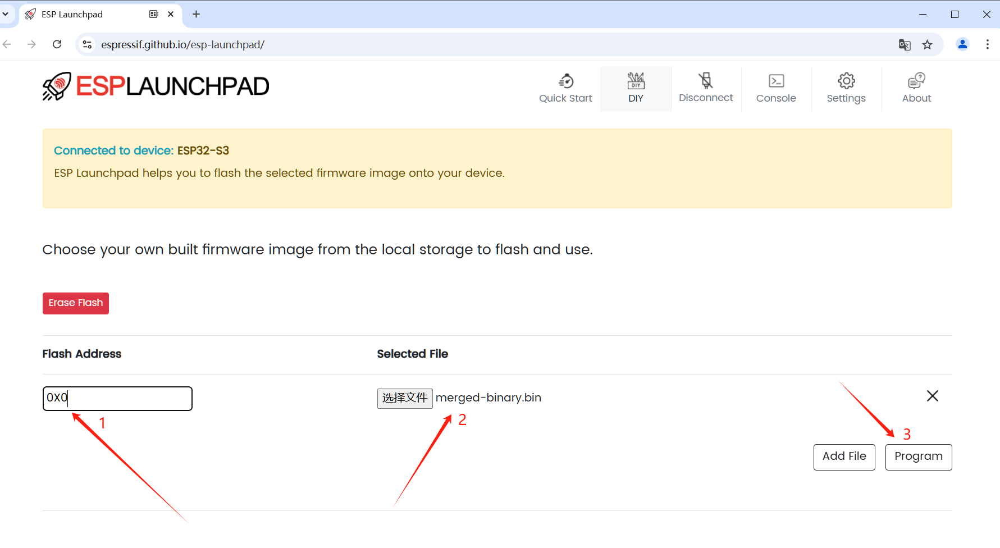 ESP Launchpad
espressif.github.io/esp-launchpad/
ESPLAUNCHPAD
Quick Start
DIY
DIY
Disconnect
Console
Settings
About
Connected to device: ESP32-S3
ESP Launchpad helps you to flash the selected firmware image onto your device.
Choose your own built firmware image from the local storage to flash and use.
Erase Flash
Flash Address Selected File
0X0 选择文件 merged-binary.bin
1 2
3
Add File Program